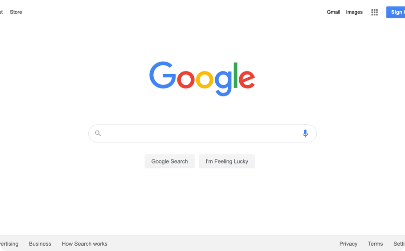 Store Gmail Images
Google
Google Search I'm Feeling Lucky
Business How Search works Privacy Terms